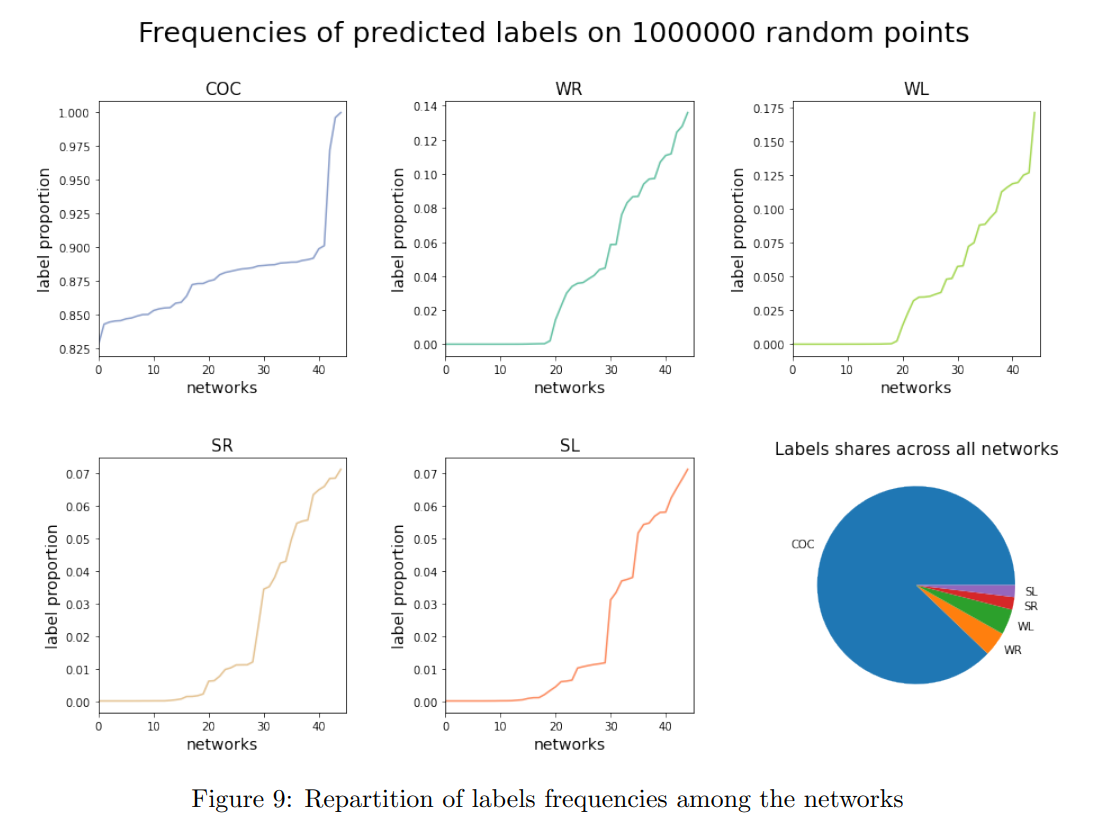 Frequencies of predicted labels on 1000000 random points
COC
1.000
0.975
0.950
0.925
0.900
0.875
0.850
0.825
label proportion
0 10 20 30 40
networks
WR
0.14
0.12
0.10
0.08
0.06
0.04
0.02
0.00
label proportion
0 10 20 30 40
networks
WL
0.175
0.150
0.125
0.100
0.075
0.050
0.025
0.000
label proportion
0 10 20 30 40
networks
SR
0.07
0.06
0.05
0.04
0.03
0.02
0.01
0.00
label proportion
0 10 20 30 40
networks
SL
0.07
0.06
0.05
0.04
0.03
0.02
0.01
0.00
label proportion
0 10 20 30 40
networks
Labels shares across all networks
COC
SL
SR
WL
WR
Figure 9: Repartition of labels frequencies among the networks